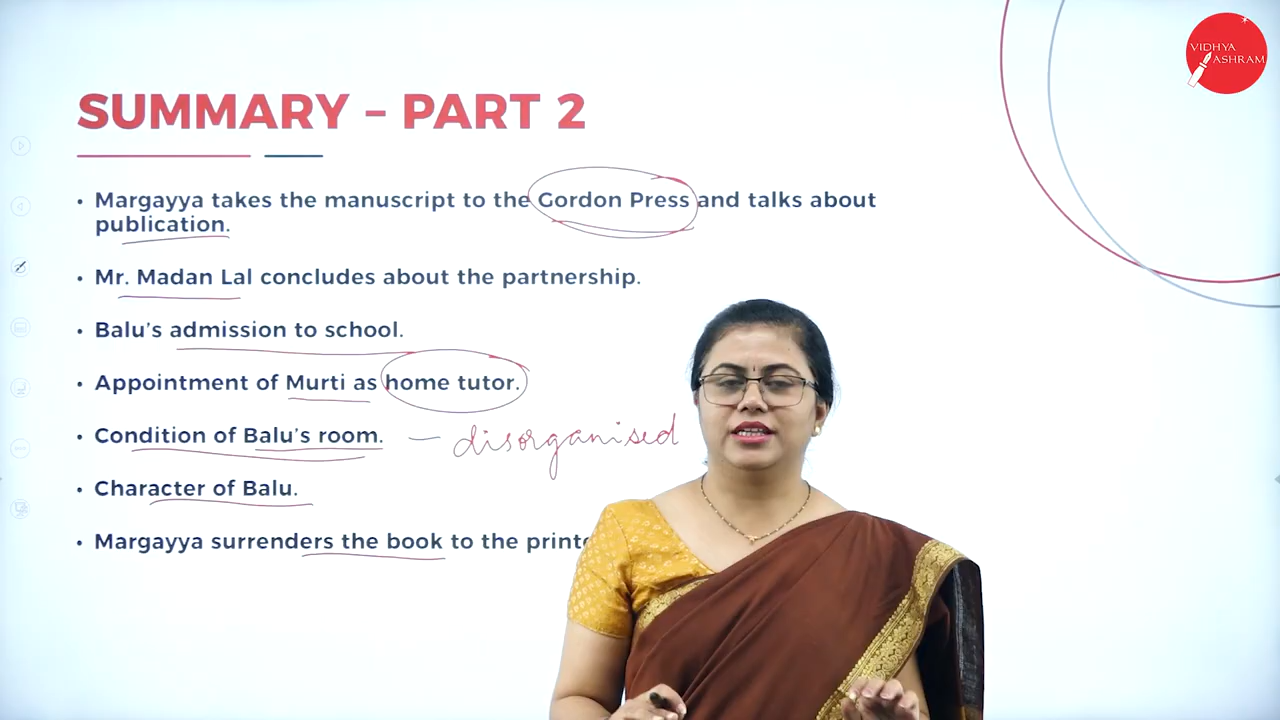 VIDHYA
ASHRAM
SUMMARY – PART 2
• Margayya takes the manuscript to the Gordon Press and talks about
publication.
• Mr. Madan Lal concludes about the partnership.
• Balu's admission to school.
• Appointment of Murti as home tutor.
• Condition of Balu's room. — disorganised
• Character of Balu.
• Margayya surrenders the book to the